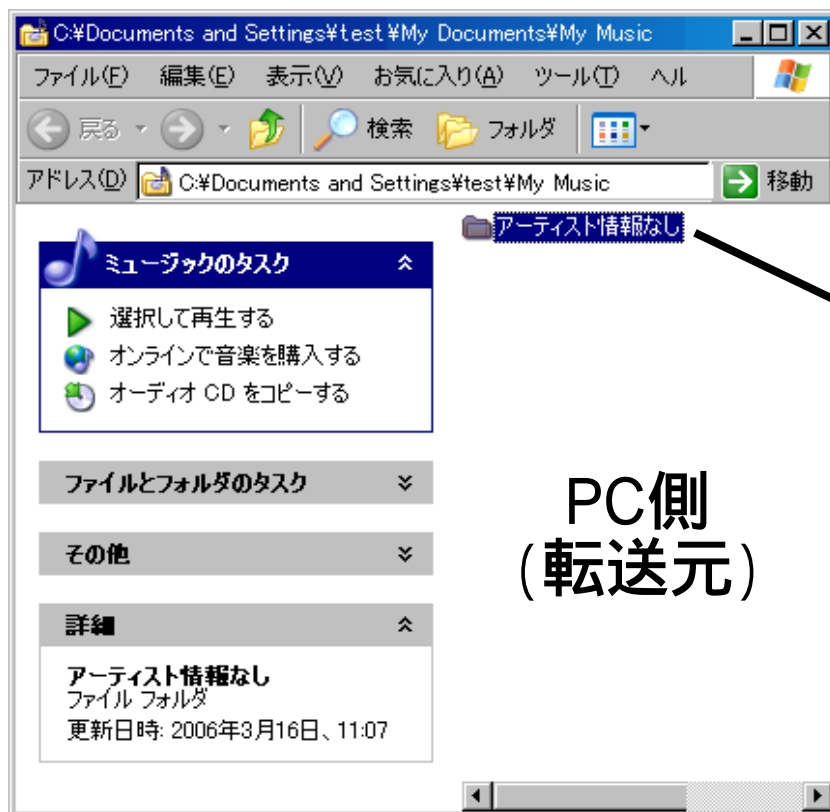 C:¥Documents and Settings¥test¥My Documents¥My Music
ファイル(F) 編集(E) 表示(V) お気に入り(A) ツール(T) ヘル
戻る 検索 フォルダ
アドレス(D) C:¥Documents and Settings¥test¥My Music 移動
アーティスト情報なし
ミュージックのタスク
選択して再生する
オンラインで音楽を購入する
オーディオ CD をコピーする
ファイルとフォルダのタスク
その他
詳細
アーティスト情報なし
ファイル フォルダ
更新日時: 2006年3月16日、11:07
PC側
(転送元)